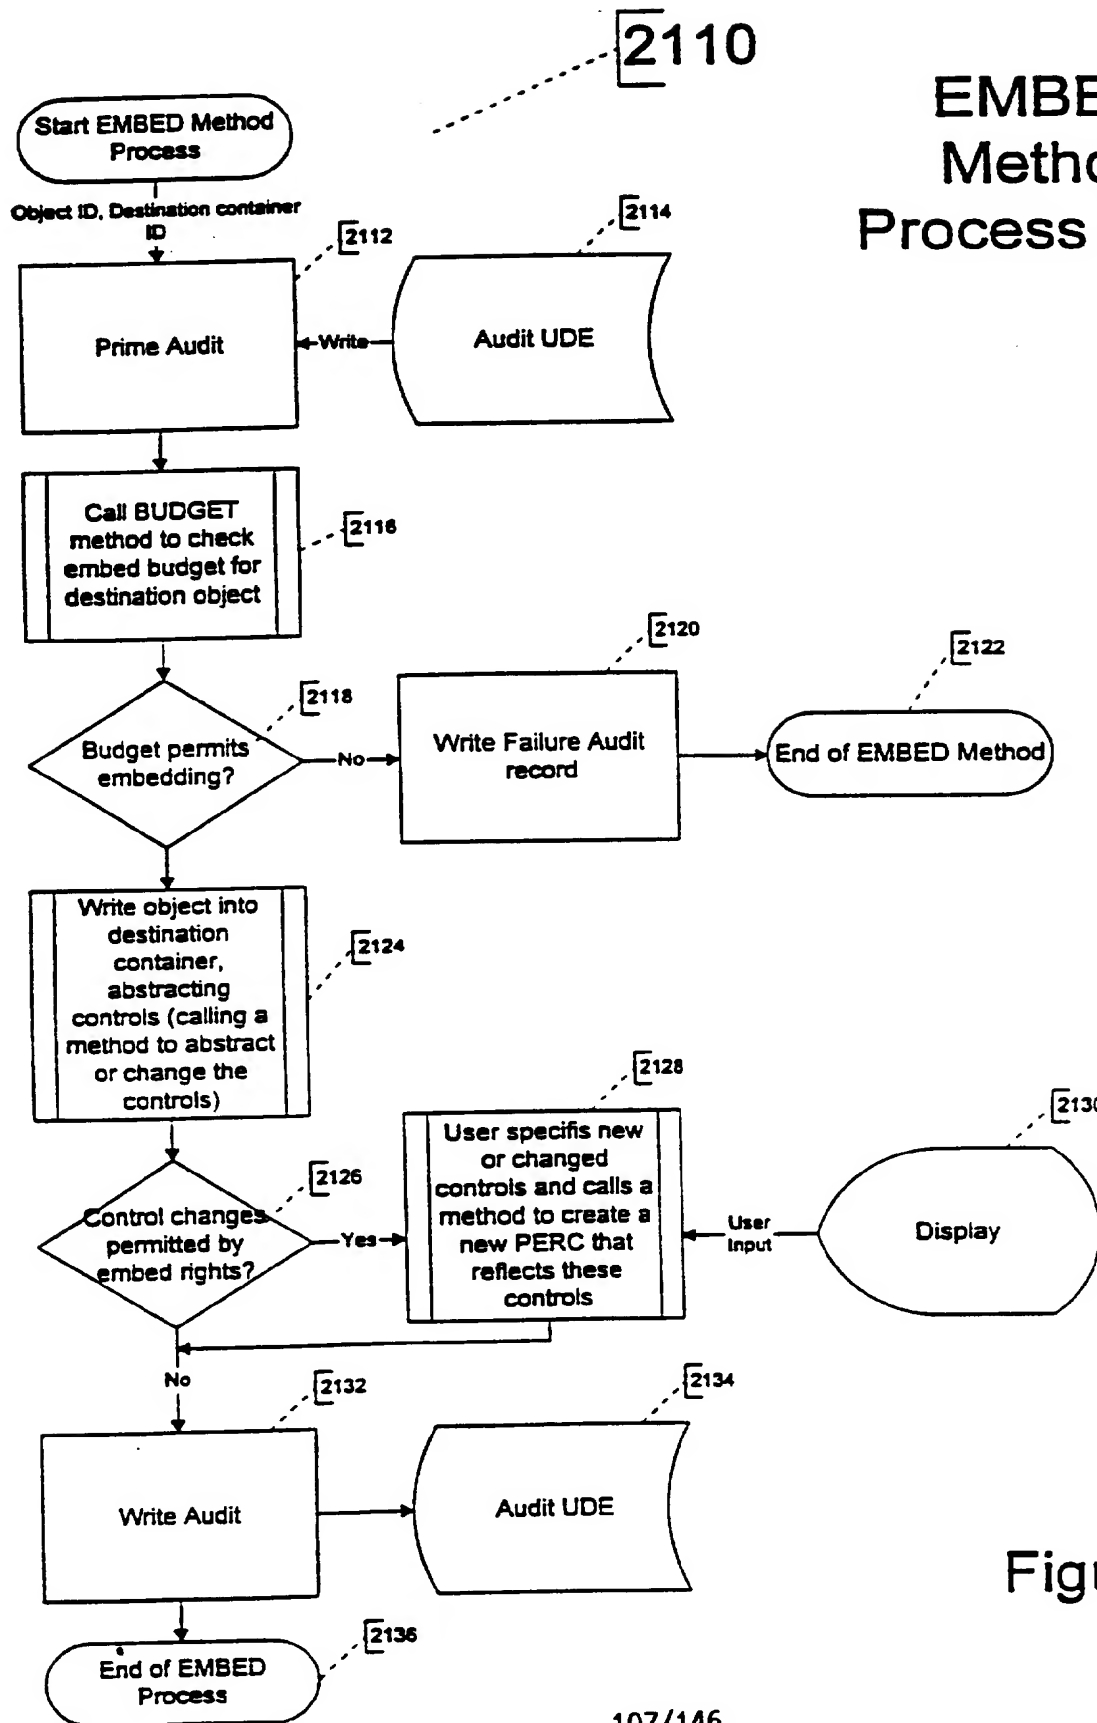 2110
EMBE
Metho
Process
Start EMBED Method
Process
Object ID, Destination container
ID
2112
2114
Prime Audit
Write
Audit UDE
Call BUDGET
method to check
embed budget for
destination object
2116
2118
2120
2122
Budget permits
embedding?
No
Write Failure Audit
record
End of EMBED Method
Write object into
destination
container,
abstracting
controls (calling a
method to abstract
or change the
controls)
2124
2128
2130
User specifis new
or changed
controls and calls a
method to create a
new PERC that
reflects these
controls
2126
Control changes
permitted by
embed rights?
Yes
User
Input
Display
No
2132
2134
Write Audit
Audit UDE
Figu
2136
End of EMBED
Process
107/146